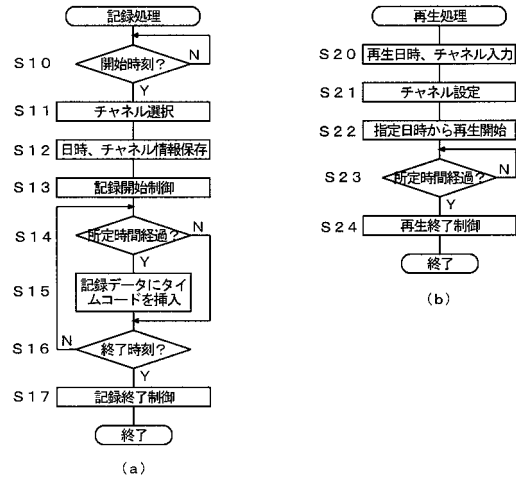 記録処理
N
S10
開始時刻?
Y
S11
チャネル選択
S12
日時、チャネル情報保存
S13
記録開始制御
S14
所定時間経過?
N
Y
S15
記録データにタイ
ムコードを挿入
N
S16
終了時刻?
Y
S17
記録終了制御
終了
(a)
再生処理
S20
再生日時、チャネル入力
S21
チャネル設定
S22
指定日時から再生開始
N
S23
所定時間経過?
Y
S24
再生終了制御
終了
(b)